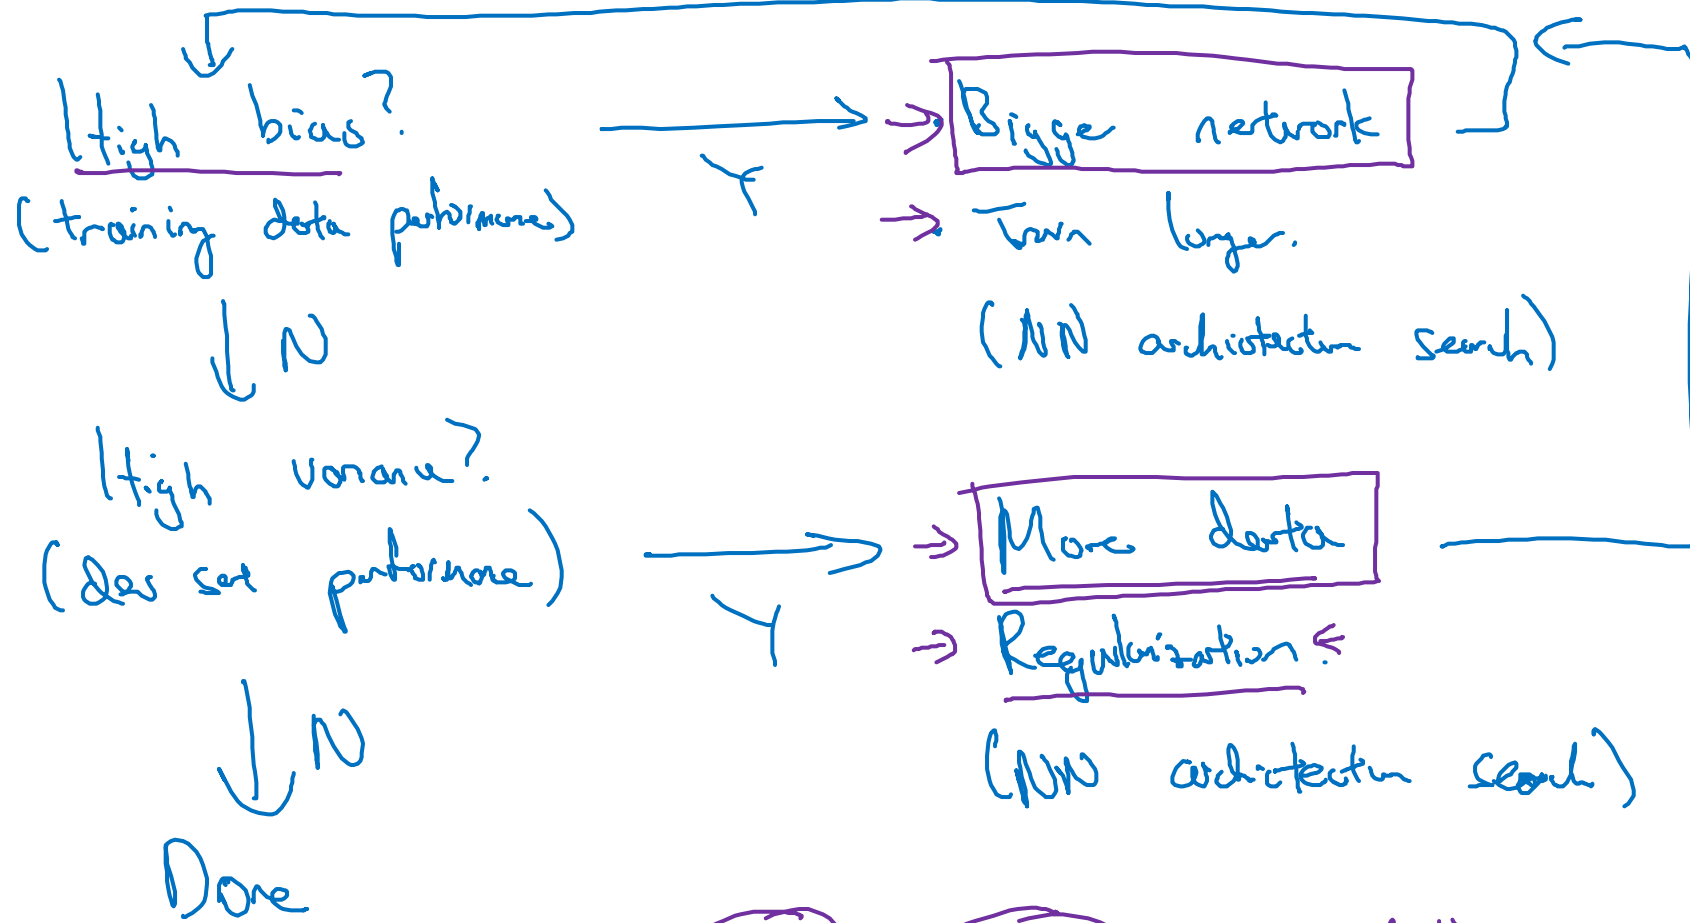 High bias?
(training data performance)
Y
Bigger network
Train longer.
(NN architecture search)
N
High variance?
(dev set performance)
Y
More data
Regularization.
(NN architecture search)
N
Done